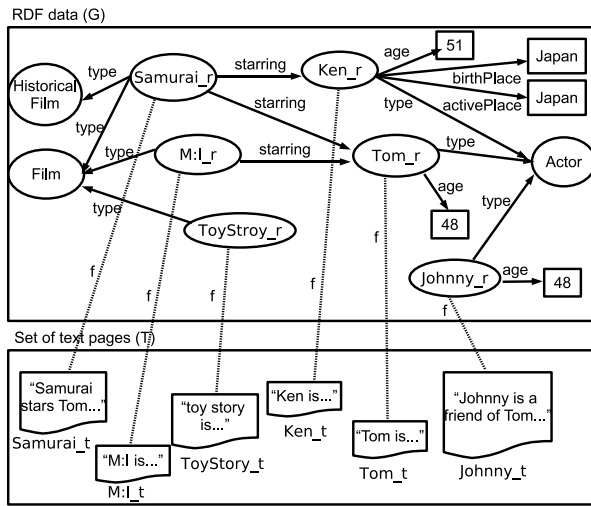 RDF data (G)
51
age
Japan
starring
Ken_r
birthPlace
type
Samurai_r
Historical
Film
Japan
starring
type
activePlace
type
M:I_r
type
starring
Tom_r
type
Actor
Film
type
age
ToyStroy_r
48
type
f
Johnny_r
age
48
f
f
f
f
f
Set of text pages (T)
“Samurai
stars Tom...”
Samurai_t
“M:I is...”
M:I_t
“toy story
is...”
ToyStory_t
“Ken is...”
Ken_t
“Tom is...”
Tom_t
“Johnny is a
friend of Tom...”
Johnny_t